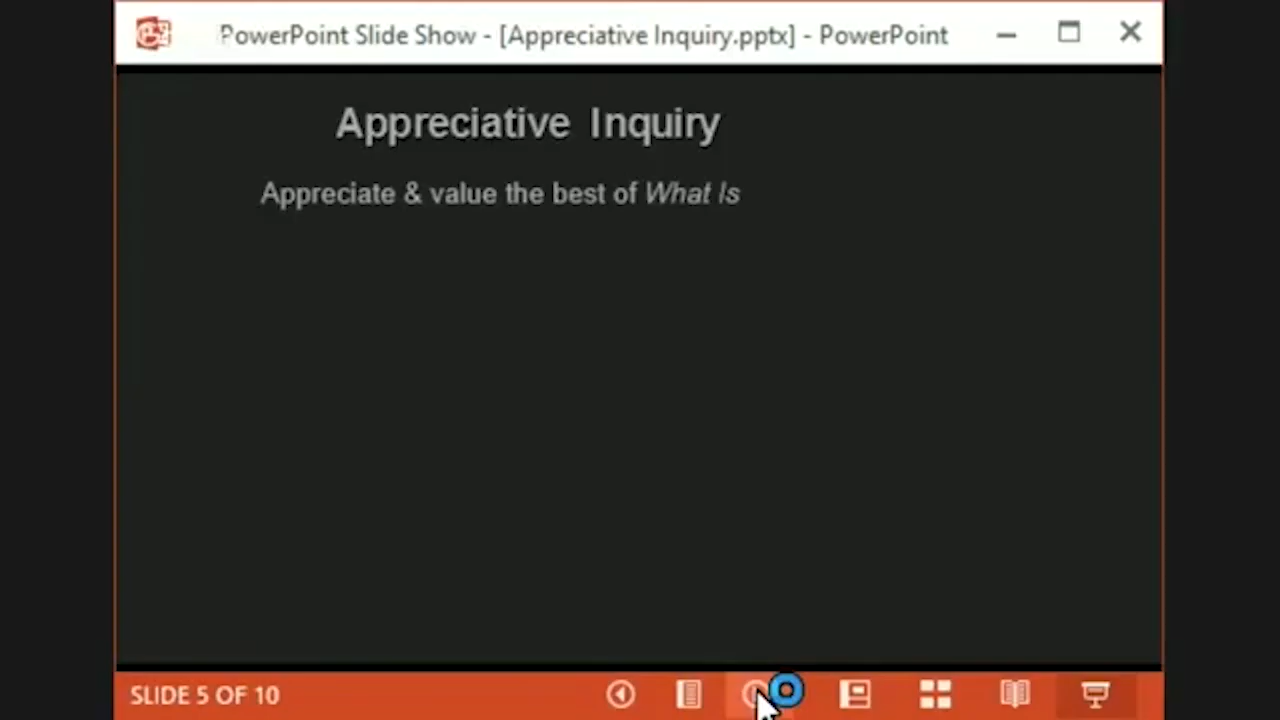 PowerPoint Slide Show - [Appreciative Inquiry.pptx] - PowerPoint
Appreciative Inquiry
Appreciate & value the best of What Is
SLIDE 5 OF 10